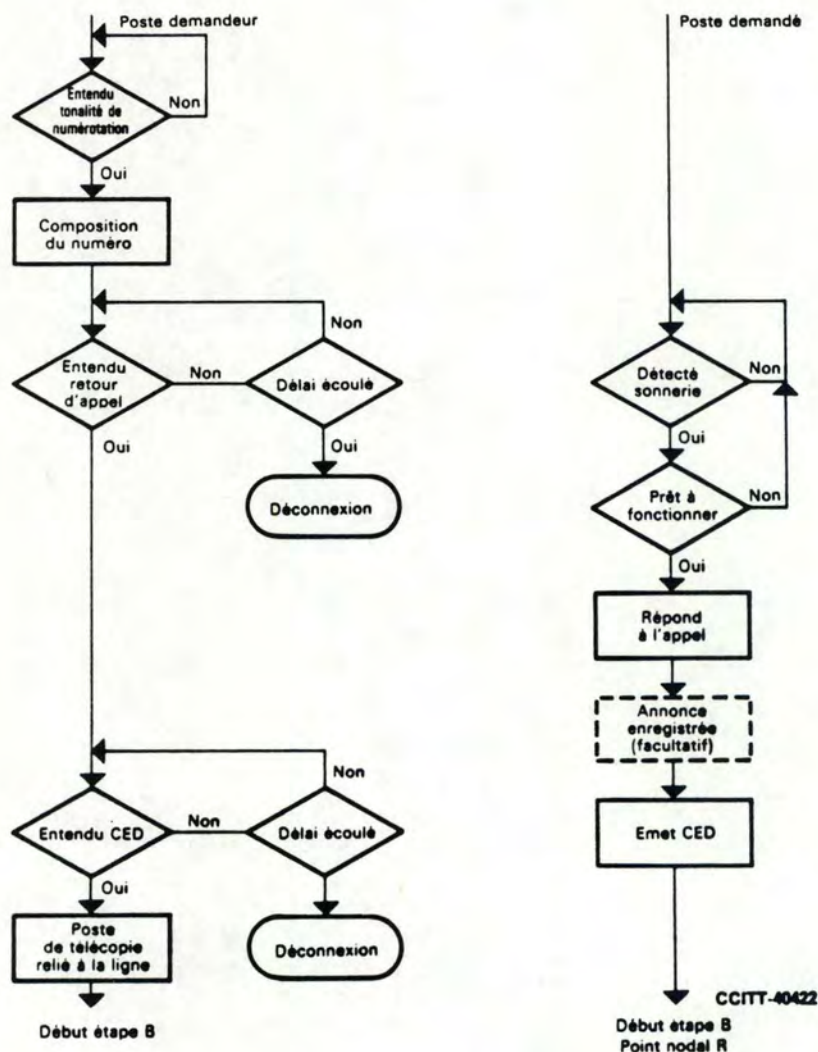 Poste demandeur
Entendu
tonalité de
numérotation
Non
Oui
Composition
du numéro
Non
Entendu
retour
d'appel
Non
Délai écoulé
Oui
Oui
Déconnexion
Non
Entendu CED
Non
Délai écoulé
Oui
Poste
de télécopie
relié à la ligne
Déconnexion
Début étape B
Poste demandé
Détecté
sonnerie
Non
Oui
Prêt à
fonctionner
Non
Oui
Répond
à l'appel
Annonce
enregistrée
(facultatif)
Emet CED
CCITT-40422
Début étape B
Point nodal R